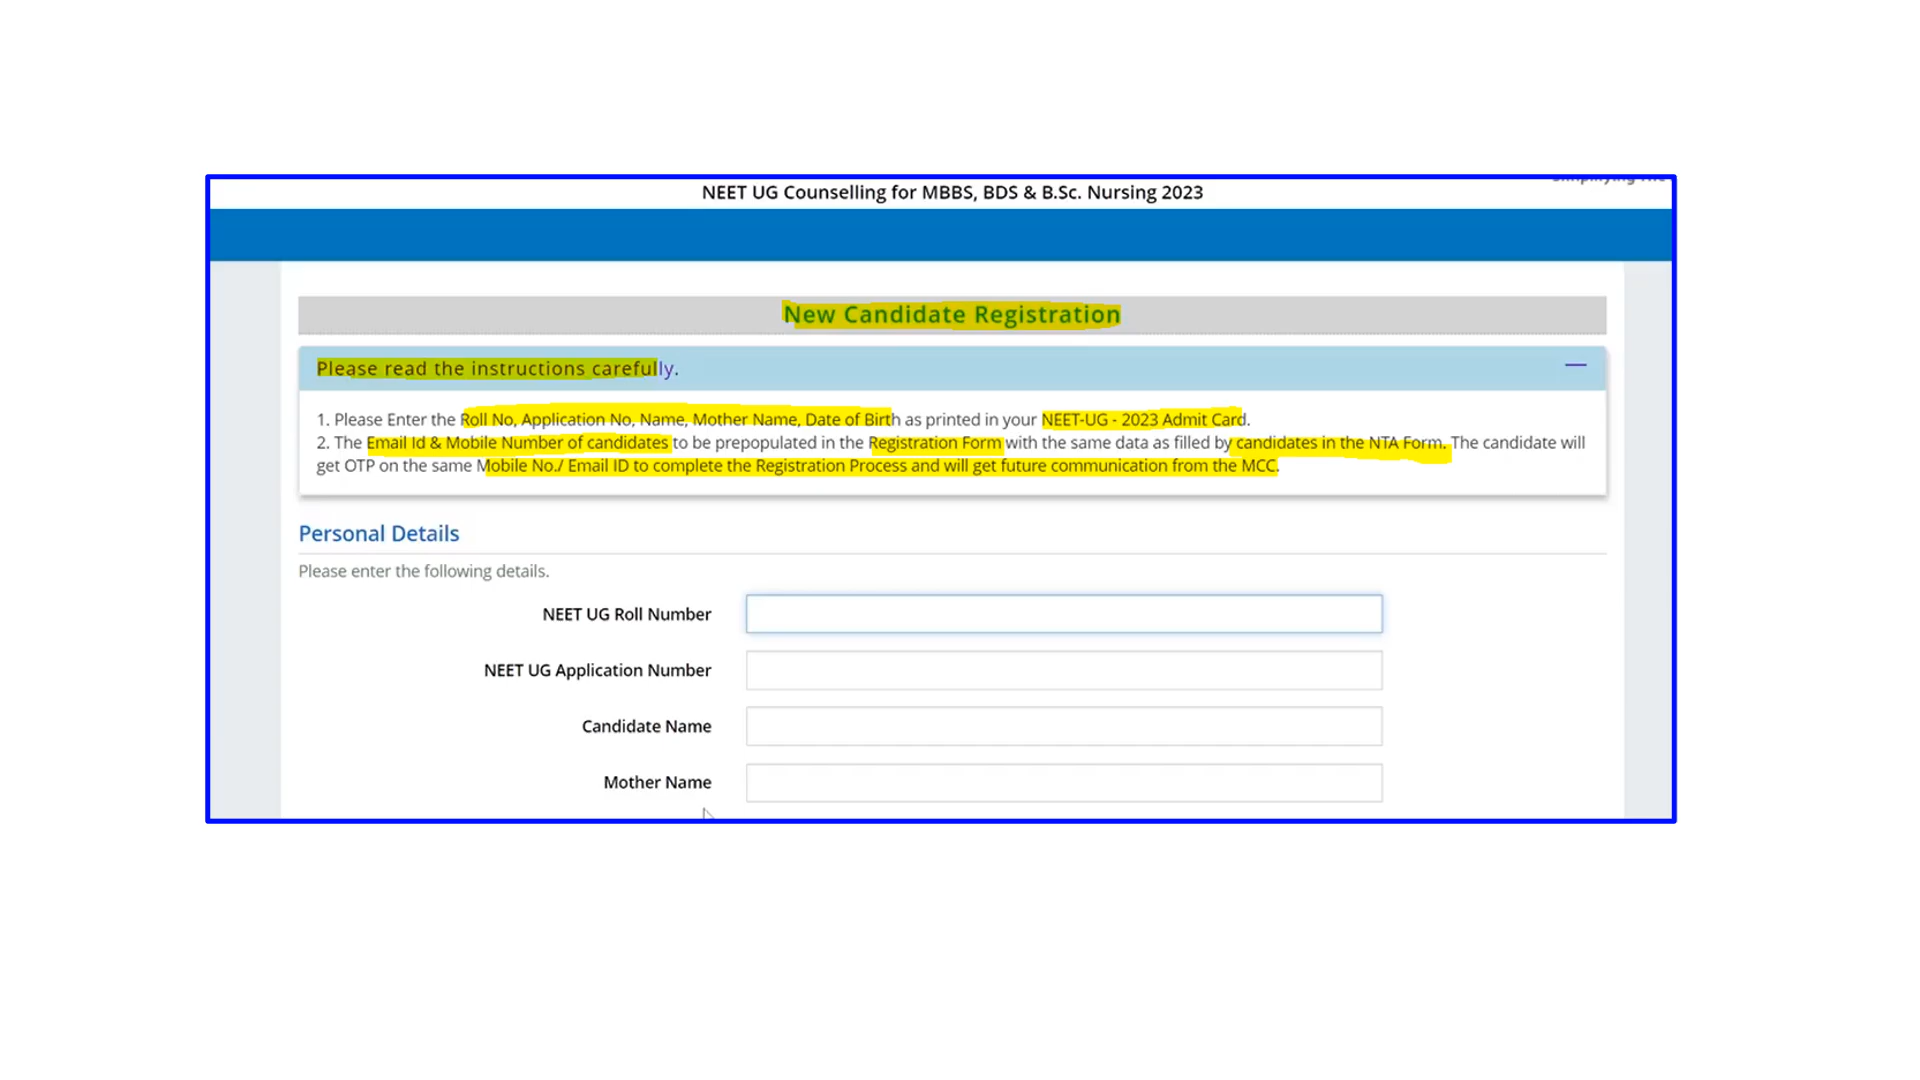 NEET UG Counselling for MBBS, BDS & B.Sc. Nursing 2023
New Candidate Registration
Please read the instructions carefully.
1. Please Enter the Roll No, Application No, Name, Mother Name, Date of Birth as printed in your NEET-UG - 2023 Admit Card.
2. The Email Id & Mobile Number of candidates to be prepopulated in the Registration Form with the same data as filled by candidates in the NTA Form. The candidate will
get OTP on the same Mobile No./ Email ID to complete the Registration Process and will get future communication from the MCC.
Personal Details
Please enter the following details.
NEET UG Roll Number
NEET UG Application Number
Candidate Name
Mother Name